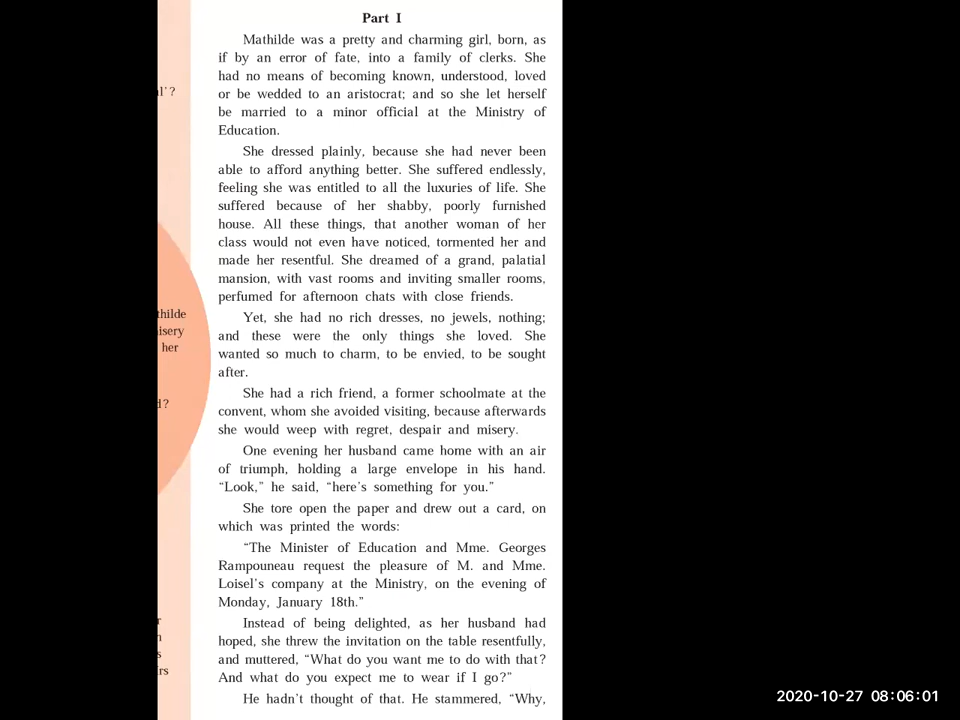 Part I
Mathilde was a pretty and charming girl, born, as
if by an error of fate, into a family of clerks. She
had no means of becoming known, understood, loved
or be wedded to an aristocrat; and so she let herself
be married to a minor official at the Ministry of
Education.
She dressed plainly, because she had never been
able to afford anything better. She suffered endlessly,
feeling she was entitled to all the luxuries of life. She
suffered because of her shabby, poorly furnished
house. All these things, that another woman of her
class would not even have noticed, tormented her and
made her resentful. She dreamed of a grand, palatial
mansion, with vast rooms and inviting smaller rooms,
perfumed for afternoon chats with close friends.
Yet, she had no rich dresses, no jewels, nothing;
and these were the only things she loved. She
wanted so much to charm, to be envied, to be sought
after.
She had a rich friend, a former schoolmate at the
convent, whom she avoided visiting, because afterwards
she would weep with regret, despair and misery.
One evening her husband came home with an air
of triumph, holding a large envelope in his hand.
“Look,” he said, “here’s something for you.”
She tore open the paper and drew out a card, on
which was printed the words:
“The Minister of Education and Mme. Georges
Rampouneau request the pleasure of M. and Mme.
Loisel’s company at the Ministry, on the evening of
Monday, January 18th.”
Instead of being delighted, as her husband had
hoped, she threw the invitation on the table resentfully,
and muttered, “What do you want me to do with that?
And what do you expect me to wear if I go?”
He hadn’t thought of that. He stammered, “Why,
her
2020-10-27 08:06:01